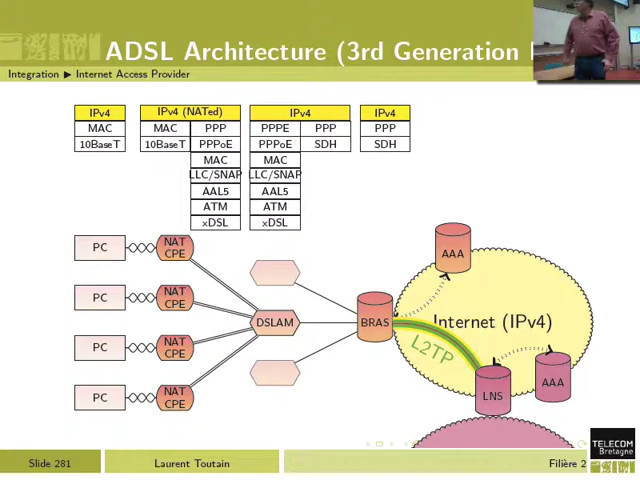 ADSL Architecture (3rd Generation
Integration ▶ Internet Access Provider
IPv4
MAC
10BaseT
IPv4 (NATed)
MAC PPP
10BaseT PPPoE
MAC
LLC/SNAP
AAL5
ATM
xDSL
IPv4
PPPE PPP
PPPoE SDH
MAC
LLC/SNAP
AAL5
ATM
xDSL
IPv4
PPP
SDH
PC
NAT
CPE
PC
NAT
CPE
PC
NAT
CPE
PC
NAT
CPE
DSLAM
BRAS
AAA
Internet (IPv4)
L2TP
LNS
AAA
TELECOM
Bretagne
Slide 281
Laurent Toutain
Filière 2